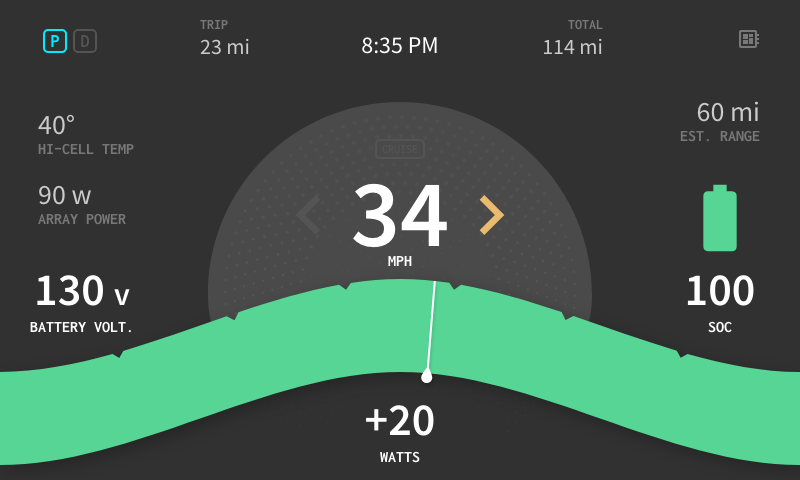 P D
TRIP
23 mi
8:35 PM
TOTAL
114 mi
40°
HI-CELL TEMP
90 w
ARRAY POWER
130 v
BATTERY VOLT.
CRUISE
34
MPH
60 mi
EST. RANGE
100
SOC
+20
WATTS